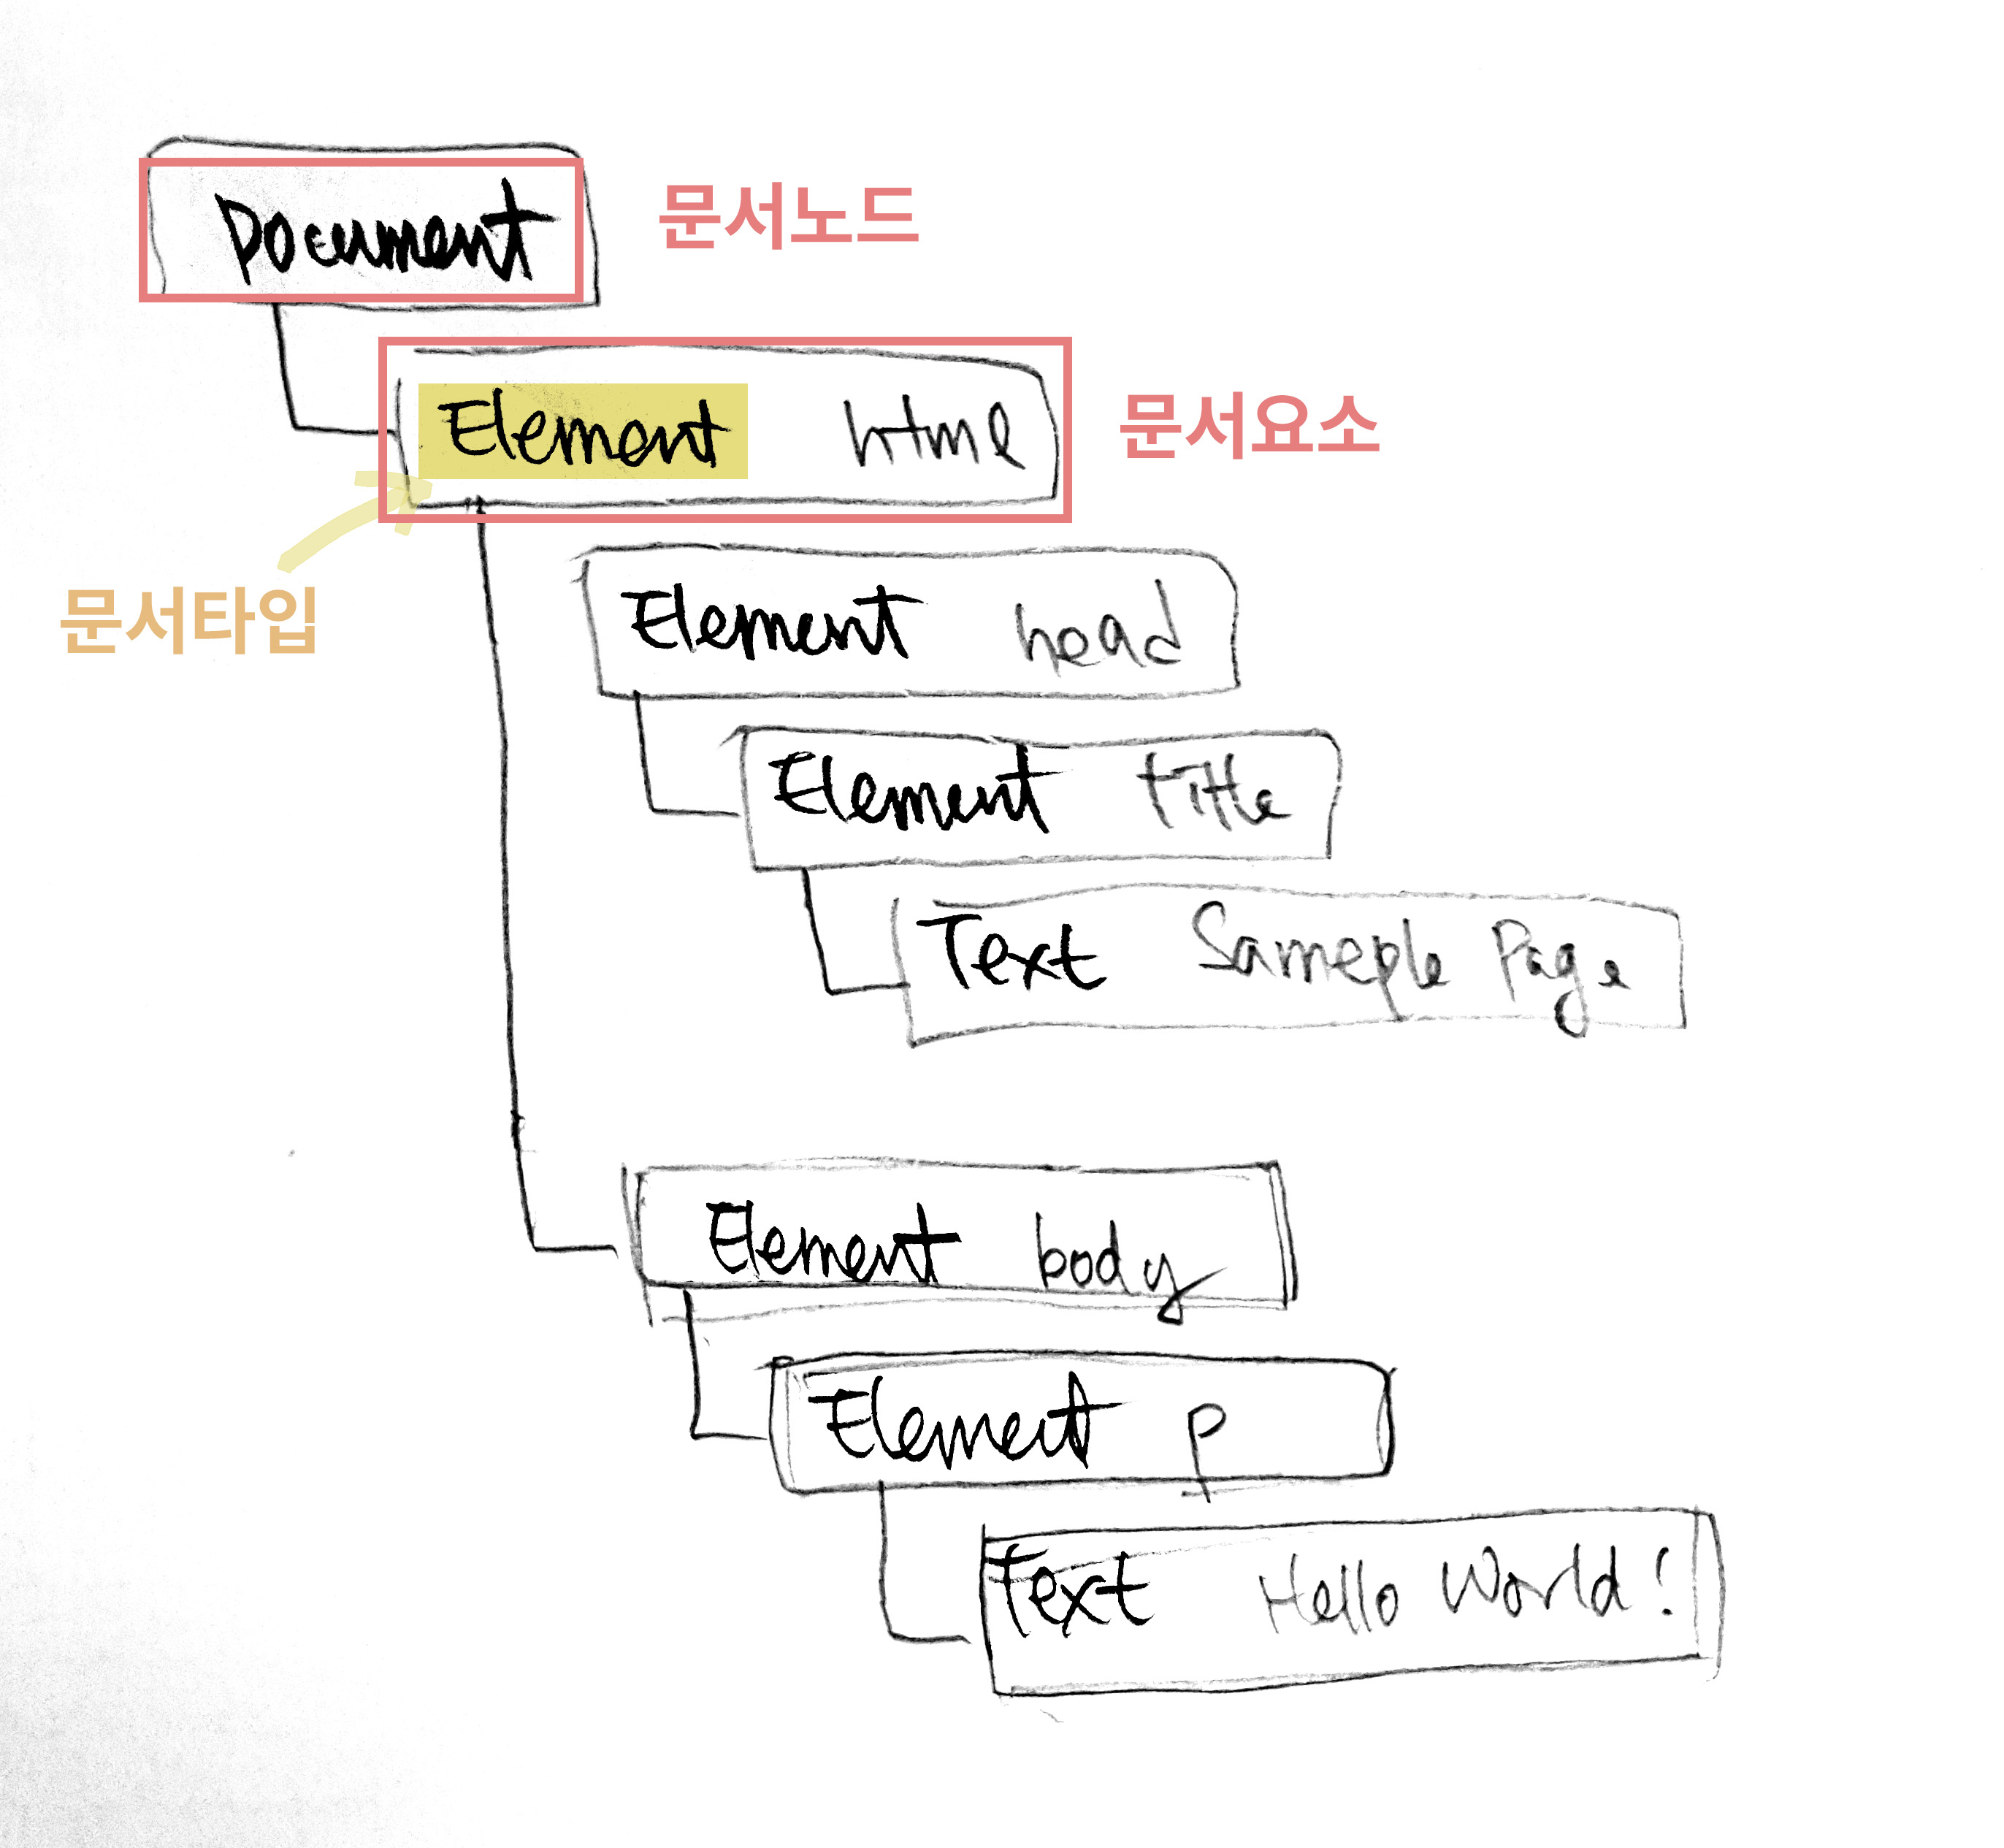 Document 문서노드
Element html 문서요소
문서타입
Element head
Element title
Text Sameple Page
Element body
Element p
Text Hello World!